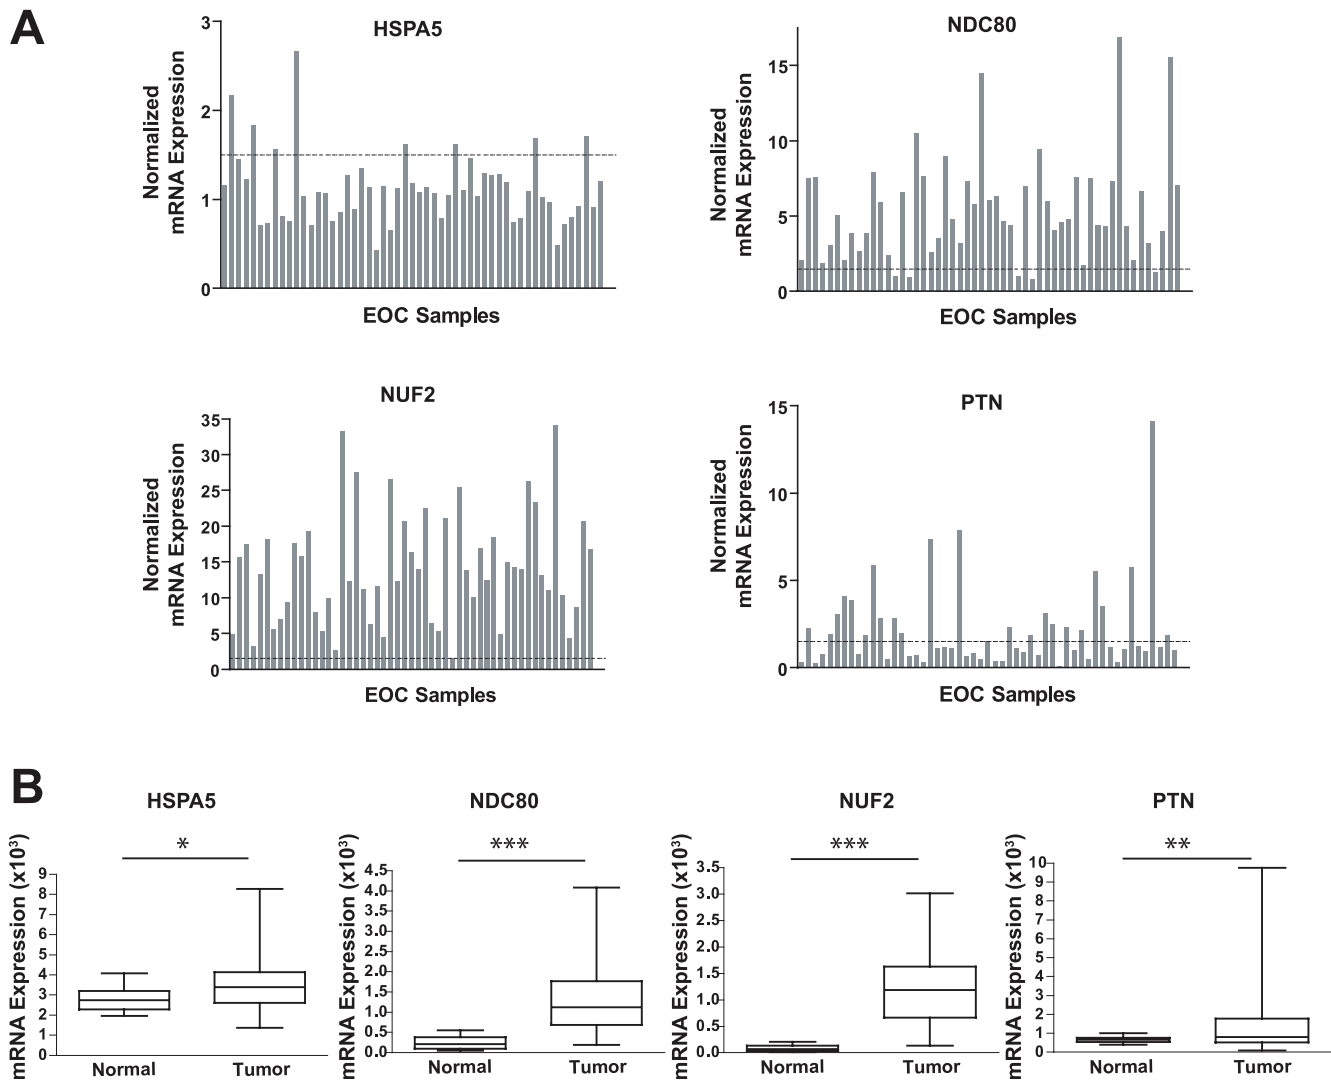 A
HSPA5
Normalized
mRNA Expression
3
2
1
0
EOC Samples
NDC80
Normalized
mRNA Expression
15
10
5
0
EOC Samples
NUF2
Normalized
mRNA Expression
35
30
25
20
15
10
5
0
EOC Samples
PTN
Normalized
mRNA Expression
15
10
5
0
EOC Samples
B
HSPA5
*
mRNA Expression (x10³)
9
8
7
6
5
4
3
2
1
0
Normal Tumor
NDC80
***
mRNA Expression (x10³)
4.5
4.0
3.5
3.0
2.5
2.0
1.5
1.0
0.5
0.0
Normal Tumor
NUF2
***
mRNA Expression (x10³)
3.5
3.0
2.5
2.0
1.5
1.0
0.5
0.0
Normal Tumor
PTN
**
mRNA Expression (x10³)
10
9
8
7
6
5
4
3
2
1
0
Normal Tumor